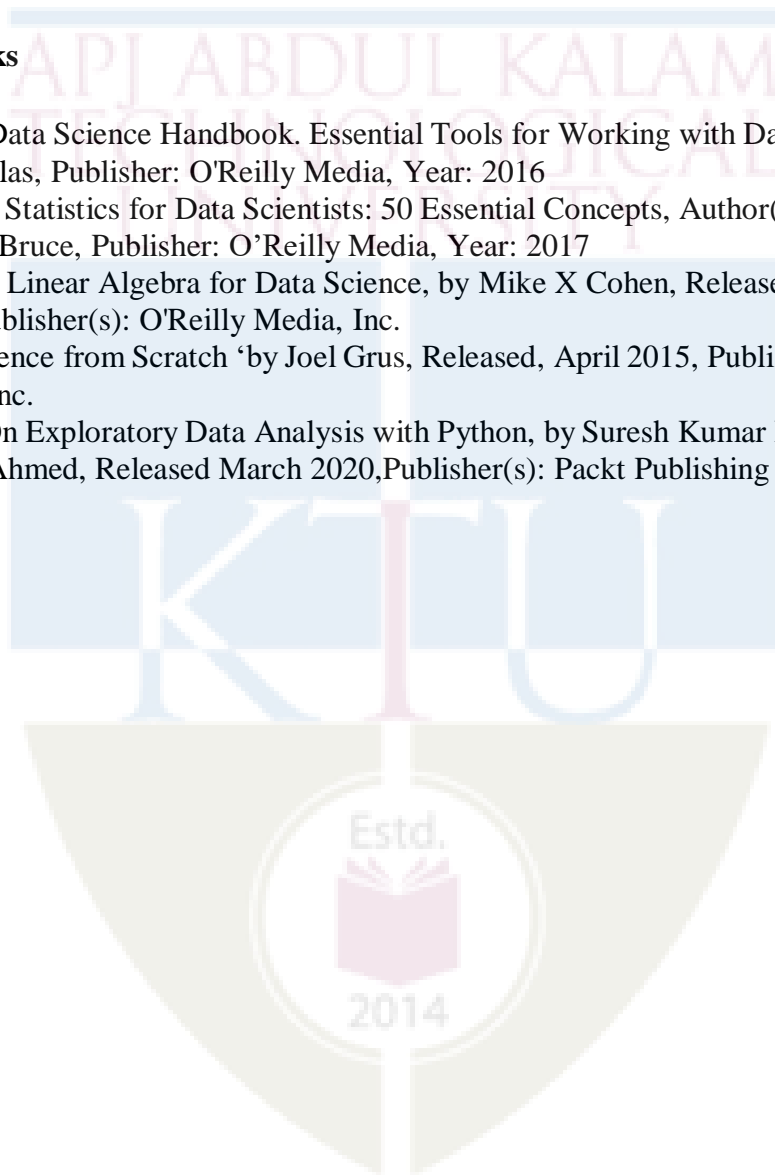 APJ ABDUL KALAM
TECHNOLOGICAL
UNIVERSITY
ks
Data Science Handbook. Essential Tools for Working with Da
las, Publisher: O'Reilly Media, Year: 2016
Statistics for Data Scientists: 50 Essential Concepts, Author(
Bruce, Publisher: O’Reilly Media, Year: 2017
Linear Algebra for Data Science, by Mike X Cohen, Release
blisher(s): O'Reilly Media, Inc.
ence from Scratch ‘by Joel Grus, Released, April 2015, Publi
nc.
On Exploratory Data Analysis with Python, by Suresh Kumar
Ahmed, Released March 2020,Publisher(s): Packt Publishing
KTU
Estd.
2014